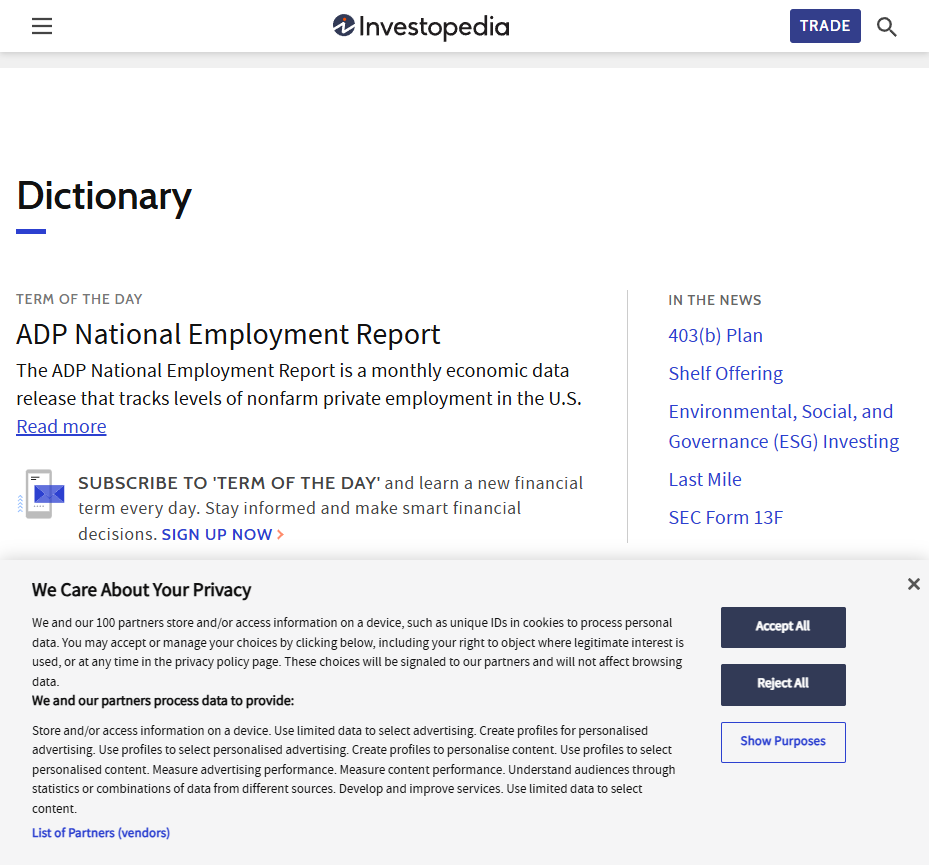 Investopedia
TRADE
Dictionary
TERM OF THE DAY
ADP National Employment Report
The ADP National Employment Report is a monthly economic data
release that tracks levels of nonfarm private employment in the U.S.
Read more
SUBSCRIBE TO 'TERM OF THE DAY' and learn a new financial
term every day. Stay informed and make smart financial
decisions. SIGN UP NOW >
IN THE NEWS
403(b) Plan
Shelf Offering
Environmental, Social, and
Governance (ESG) Investing
Last Mile
SEC Form 13F
We Care About Your Privacy
We and our 100 partners store and/or access information on a device, such as unique IDs in cookies to process personal
data. You may accept or manage your choices by clicking below, including your right to object where legitimate interest is
used, or at any time in the privacy policy page. These choices will be signaled to our partners and will not affect browsing
data.
We and our partners process data to provide:
Store and/or access information on a device. Use limited data to select advertising. Create profiles for personalised
advertising. Use profiles to select personalised advertising. Create profiles to personalise content. Use profiles to select
personalised content. Measure advertising performance. Measure content performance. Understand audiences through
statistics or combinations of data from different sources. Develop and improve services. Use limited data to select
content.
List of Partners (vendors)
Accept All
Reject All
Show Purposes